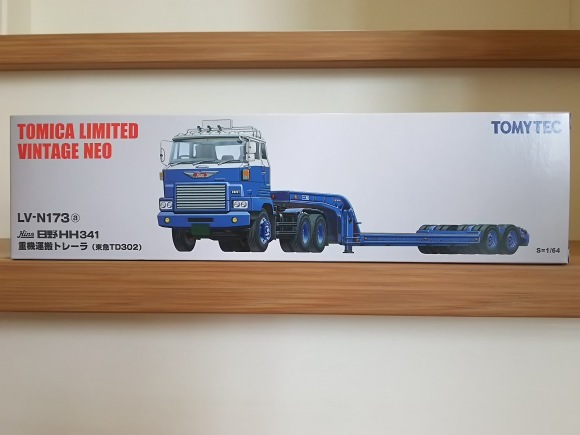 TOMICA LIMITED
VINTAGE NEO
TOMYTEC
LV-N173 ⓐ
Hino 日野HH341
重機運搬トレーラ (東急TD302)
S=1/64